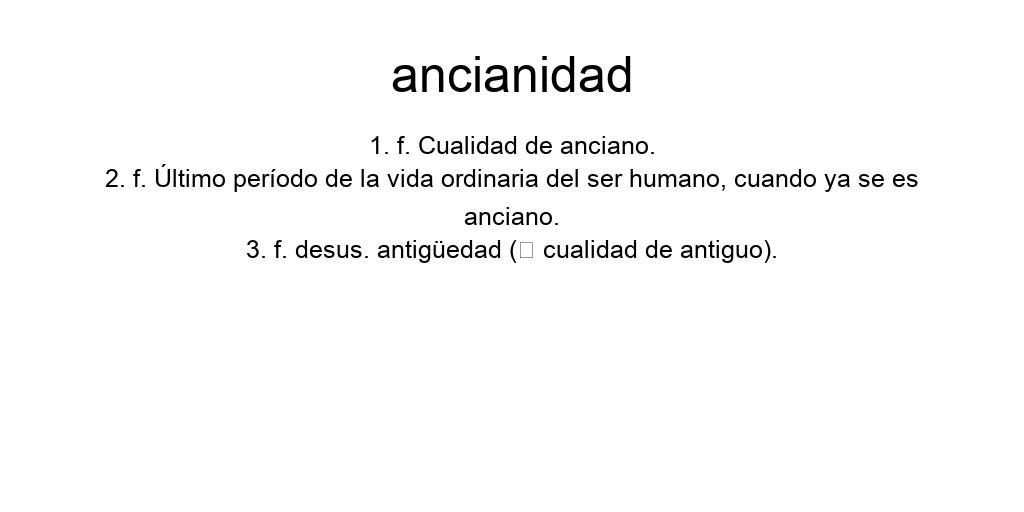 ancianidad
1. f. Cualidad de anciano.
2. f. Último período de la vida ordinaria del ser humano, cuando ya se es
anciano.
3. f. desus. antigüedad (□ cualidad de antiguo).